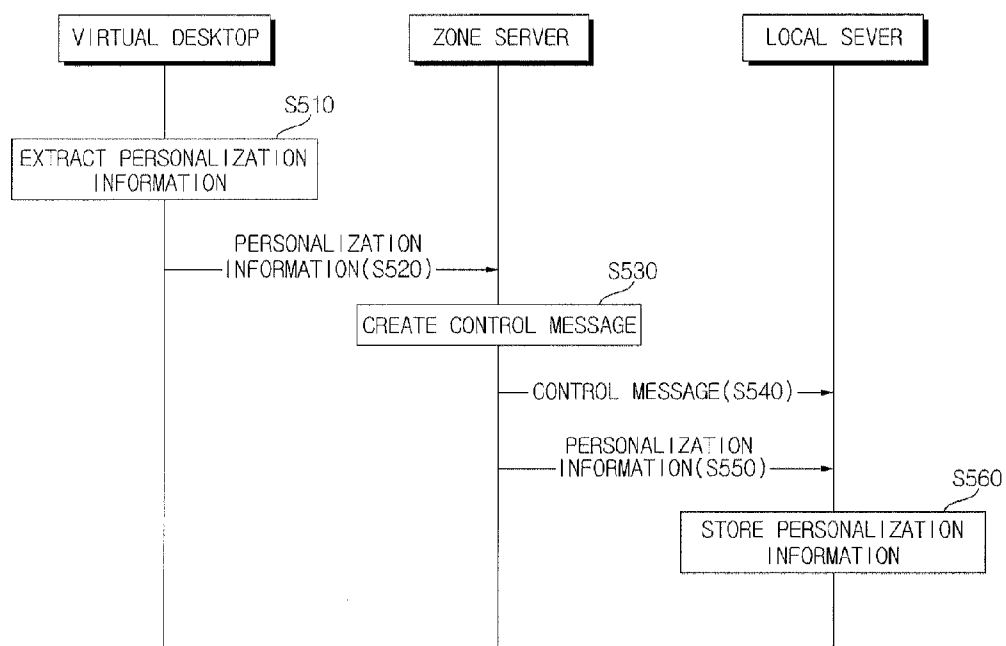 VIRTUAL DESKTOP
ZONE SERVER
LOCAL SEVER
S510
EXTRACT PERSONALIZATION
INFORMATION
PERSONALIZATION
INFORMATION(S520)
S530
CREATE CONTROL MESSAGE
CONTROL MESSAGE(S540)
PERSONALIZATION
INFORMATION(S550)
S560
STORE PERSONALIZATION
INFORMATION